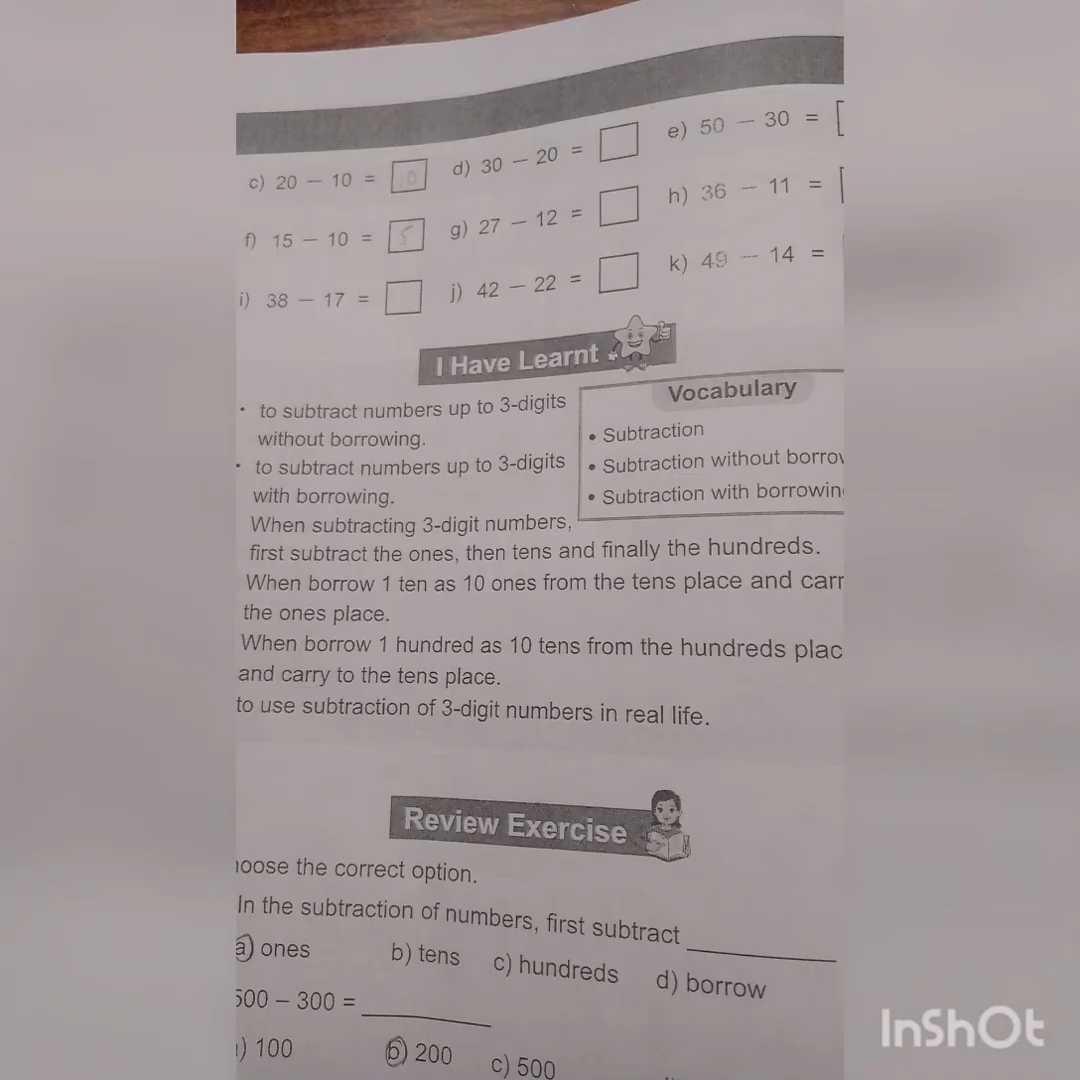 c) 20 — 10 = 10 d) 30 — 20 = e) 50 — 30 =
f) 15 — 10 = 5 g) 27 — 12 = h) 36 — 11 =
i) 38 — 17 = j) 42 — 22 = k) 49 — 14 =
I Have Learnt
• to subtract numbers up to 3-digits
without borrowing.
• to subtract numbers up to 3-digits
with borrowing.
Vocabulary
• Subtraction
• Subtraction without borro
• Subtraction with borrowin
When subtracting 3-digit numbers,
first subtract the ones, then tens and finally the hundreds.
When borrow 1 ten as 10 ones from the tens place and carr
the ones place.
When borrow 1 hundred as 10 tens from the hundreds plac
and carry to the tens place.
to use subtraction of 3-digit numbers in real life.
Review Exercise
oose the correct option.
In the subtraction of numbers, first subtract ____________
a) ones b) tens c) hundreds d) borrow
500 – 300 = __________
) 100 b) 200 c) 500
InShOt